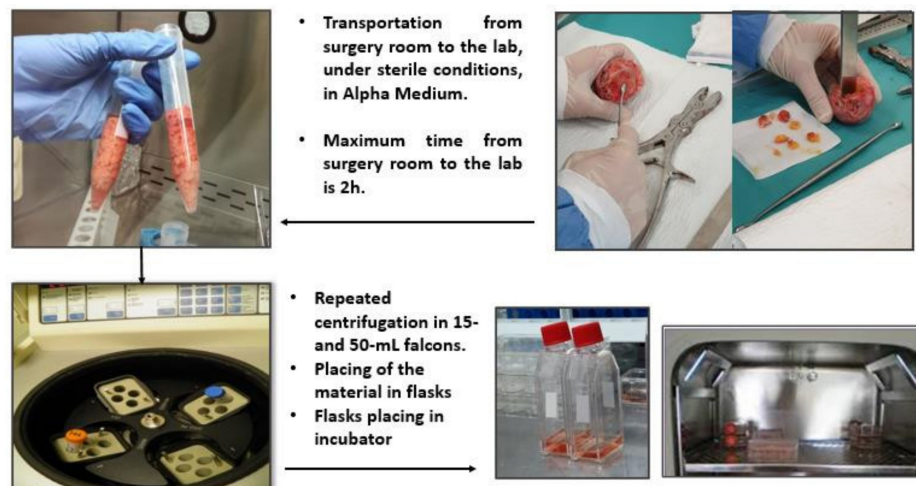 • Transportation from
surgery room to the lab,
under sterile conditions,
in Alpha Medium.
• Maximum time from
surgery room to the lab
is 2h.
• Repeated
centrifugation in 15-
and 50-mL falcons.
• Placing of the
material in flasks
• Flasks placing in
incubator